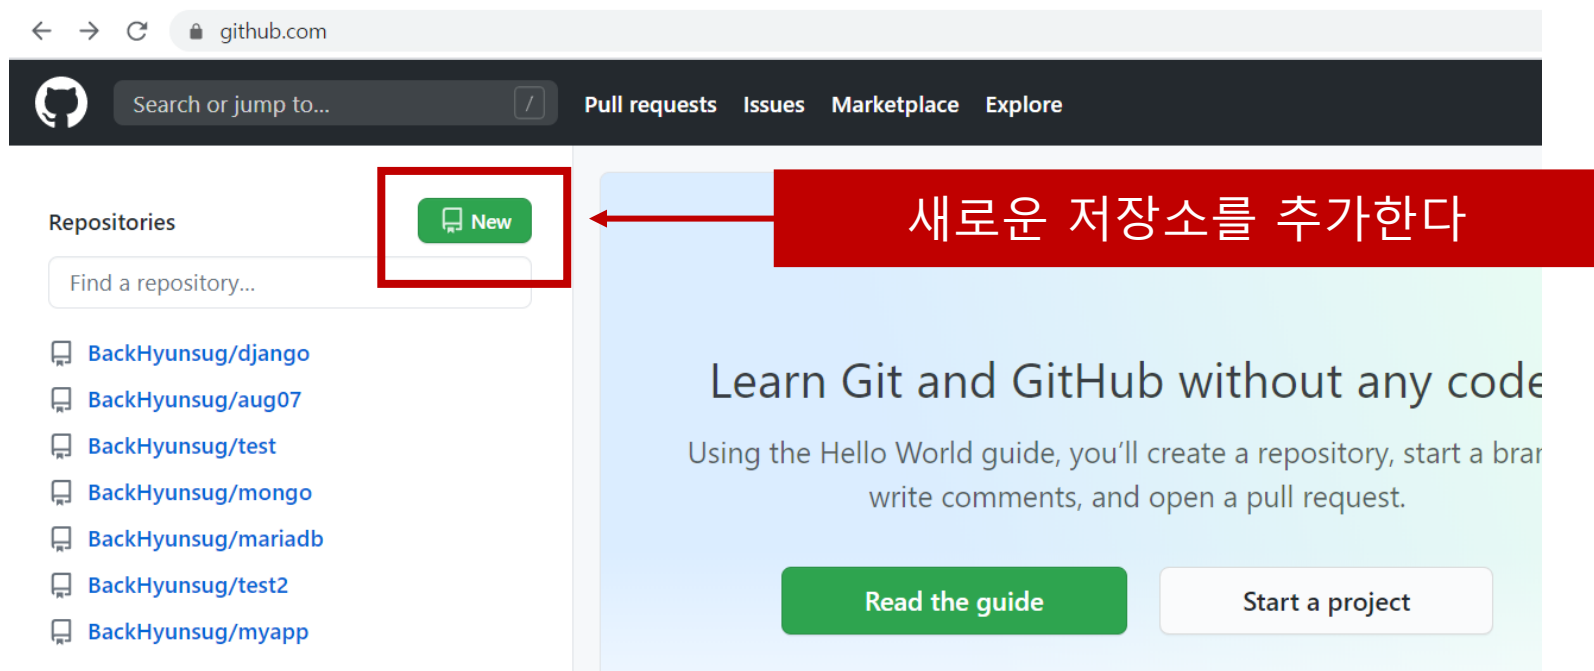 github.com
Search or jump to... /
Pull requests Issues Marketplace Explore
Repositories
New
새로운 저장소를 추가한다
Find a repository...
BackHyunsug/django
BackHyunsug/aug07
BackHyunsug/test
BackHyunsug/mongo
BackHyunsug/mariadb
BackHyunsug/test2
BackHyunsug/myapp
Learn Git and GitHub without any code
Using the Hello World guide, you’ll create a repository, start a bran
write comments, and open a pull request.
Read the guide
Start a project